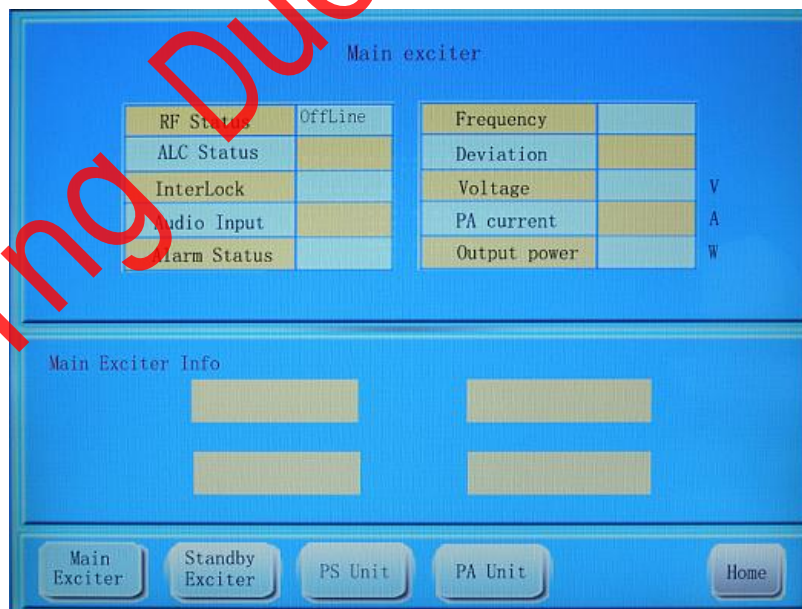 Main exciter
RF Status OffLine Frequency
ALC Status Deviation
InterLock Voltage V
Audio Input PA current A
Alarm Status Output power W
Main Exciter Info
Main
Exciter
Standby
Exciter
PS Unit
PA Unit
Home